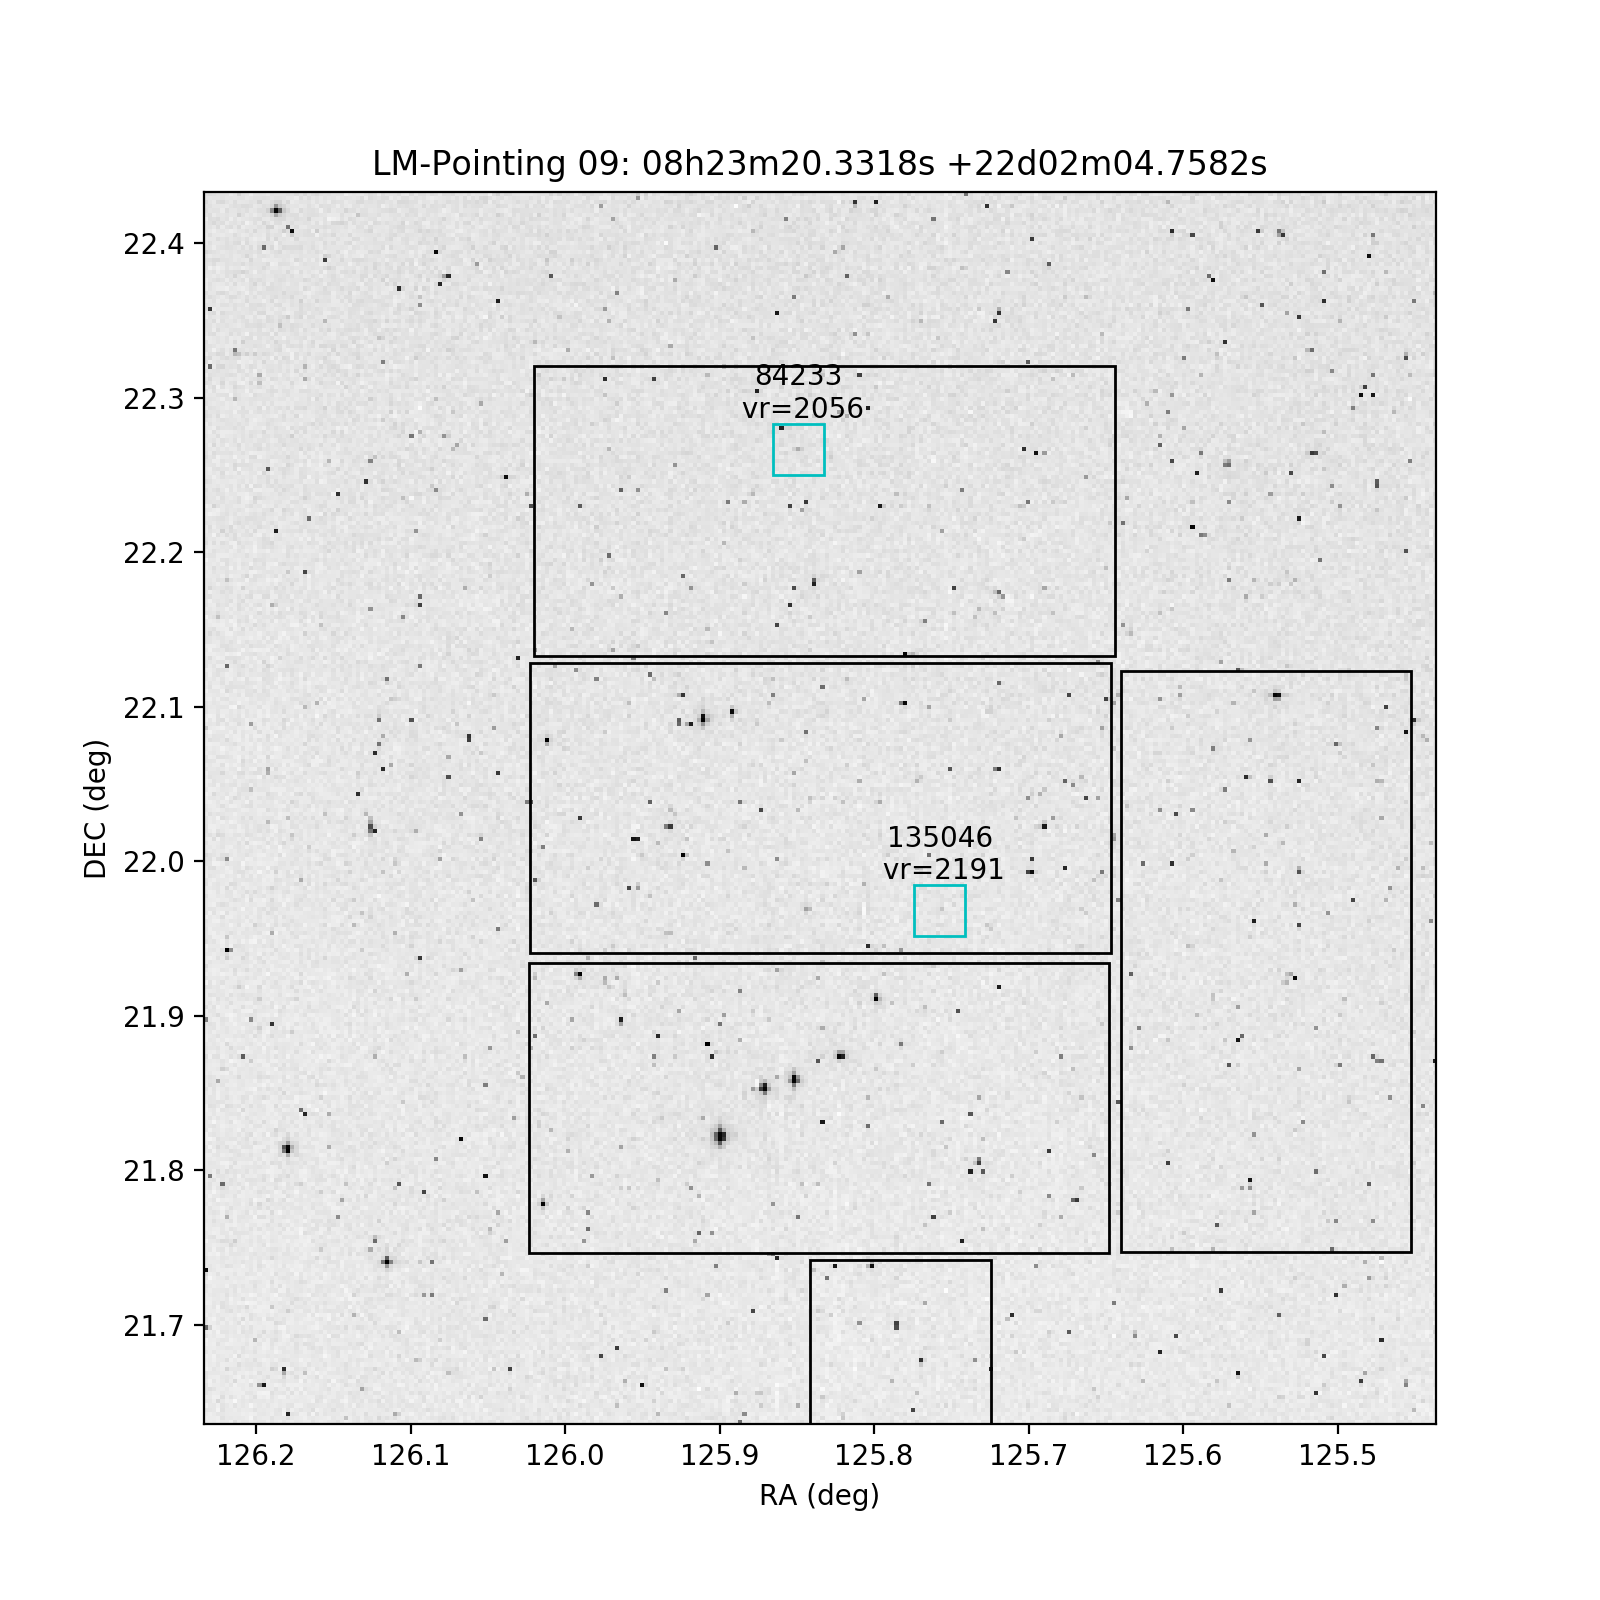 LM-Pointing 09: 08h23m20.3318s +22d02m04.7582s
22.4
22.3
22.2
22.1
22.0
21.9
21.8
21.7
DEC (deg)
84233
vr=2056
135046
vr=2191
126.2 126.1 126.0 125.9 125.8 125.7 125.6 125.5
RA (deg)